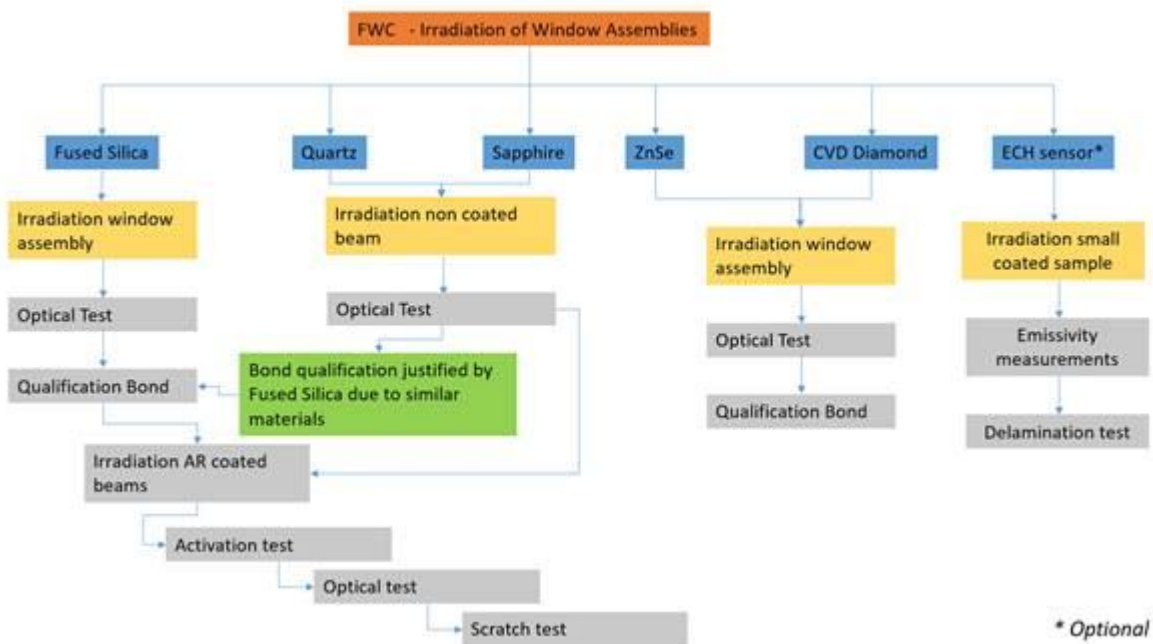 FWC - Irradiation of Window Assemblies
Fused Silica
Quartz
Sapphire
ZnSe
CVD Diamond
ECH sensor*
Irradiation window
assembly
Irradiation non coated
beam
Irradiation window
assembly
Irradiation small
coated sample
Optical Test
Optical Test
Optical Test
Emissivity
measurements
Qualification Bond
Bond qualification justified by
Fused Silica due to similar
materials
Qualification Bond
Delamination test
Irradiation AR coated
beams
Activation test
Optical test
Scratch test
* Optional